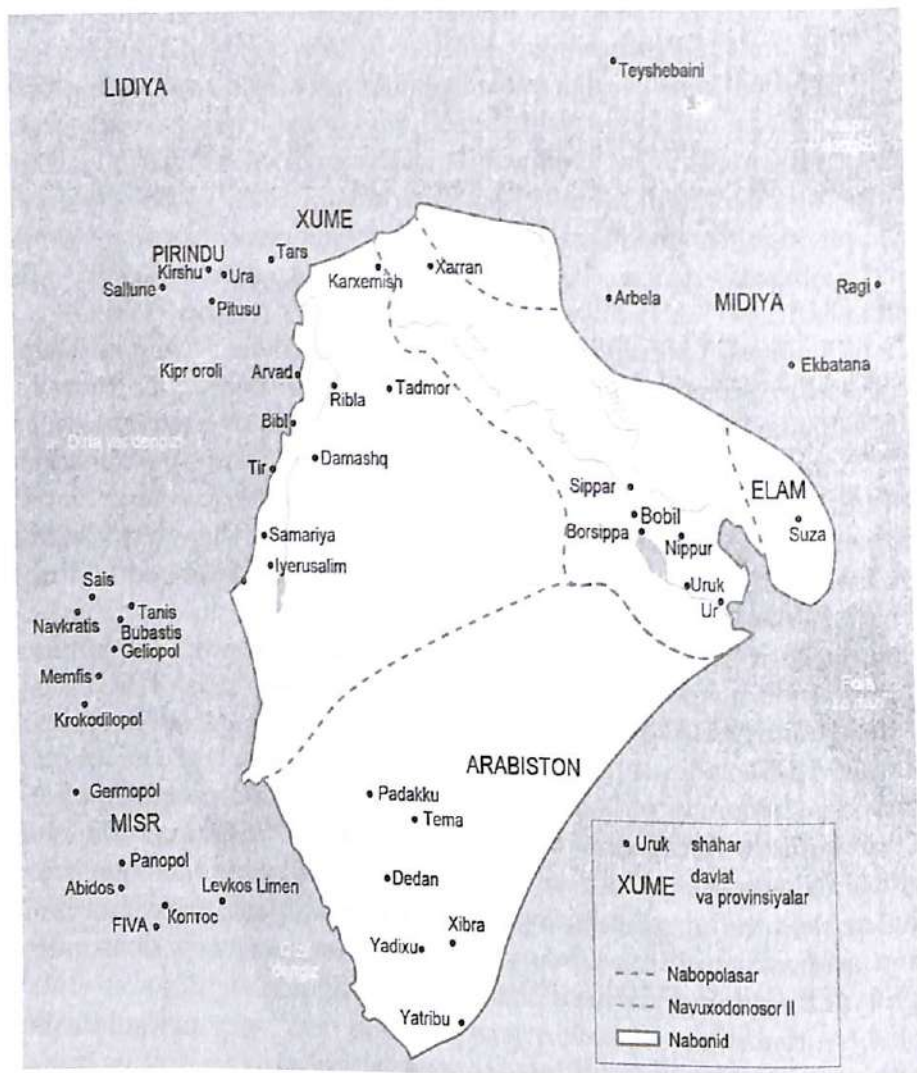 LIDIYA
Teyshebaini
XUME
PIRINDU
Tars
Kirshu
Ura
Sallune
Pitusu
Karxemish
Xarran
Arbela
MIDIYA
Ragi
Ekbatana
Kipr oroli
Arvad
Ribla
Tadmor
Bibl
Tir
Damashq
Sippar
ELAM
Bobil
Borsippa
Nippur
Suza
Samariya
Iyerusalim
Uruk
Ur
Sais
Tanis
Navkratis
Bubastis
Geliopol
Memfis
Krokodilopol
ARABISTON
Padakku
Germopol
Tema
MISR
Panopol
Dedan
Abidos
Levkos Limen
Коптос
FIVA
Xibra
Yadixu
Yatribu
Uruk shahar
XUME davlat
va provinsiyalar
Nabopolasar
Navuxodonosor II
Nabonid